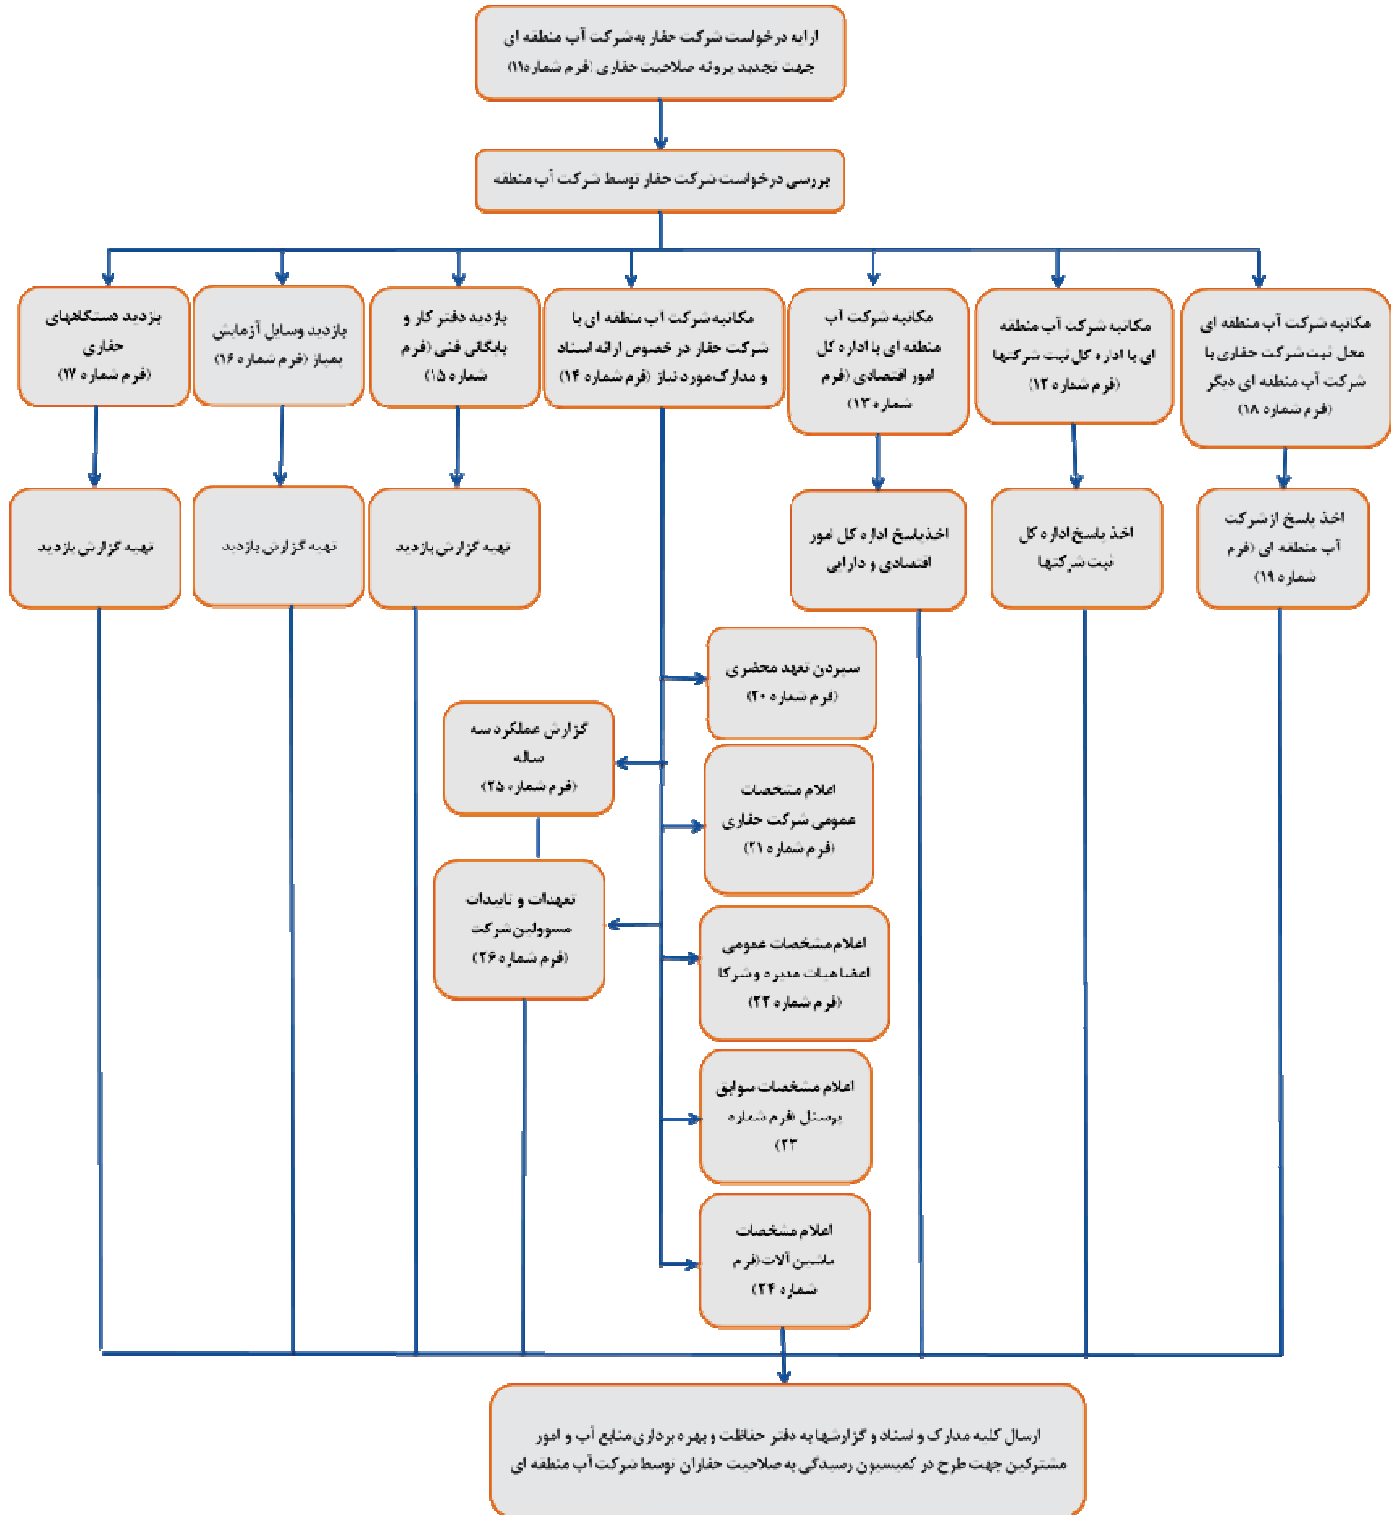 ارایه درخواست شرکت حفار به شرکت آب منطقه ای
جهت تجدید پروانه صلاحیت حفاری (فرم شماره ۱۱)
بررسی درخواست شرکت حفار توسط شرکت آب منطقه
مکاتبه شرکت آب منطقه ای
محل ثبت شرکت حفاری با
شرکت آب منطقه ای دیگر
(فرم شماره ۱۸)
مکاتبه شرکت آب منطقه
ای با اداره کل ثبت شرکتها
(فرم شماره ۱۲)
مکاتبه شرکت آب
منطقه ای با اداره کل
امور اقتصادی (فرم
شماره ۱۳)
مکاتبه شرکت آب منطقه ای با
شرکت حفار در خصوص ارائه اسناد
و مدارک مورد نیاز (فرم شماره ۱۴)
بازدید دفتر کار و
بایگانی فنی (فرم
شماره ۱۵)
بازدید وسایل آزمایش
پمپاژ (فرم شماره ۱۶)
بازدید دستگاههای
حفاری
(فرم شماره ۱۷)
اخذ پاسخ از شرکت
آب منطقه ای (فرم
شماره ۱۹)
اخذ پاسخ اداره کل
ثبت شرکتها
اخذ پاسخ اداره کل امور
اقتصادی و دارایی
تهیه گزارش بازدید
تهیه گزارش بازدید
تهیه گزارش بازدید
سپردن تعهد محضری
(فرم شماره ۲۰)
گزارش عملکرد سه
ساله
(فرم شماره ۲۵)
اعلام مشخصات
عمومی شرکت حفاری
(فرم شماره ۲۱)
تعهدات و تاییدات
مسوولین شرکت
(فرم شماره ۲۶)
اعلام مشخصات عمومی
اعضا هیات مدیره و شرکا
(فرم شماره ۲۲)
اعلام مشخصات سوابق
پرسنل (فرم شماره
۲۳)
اعلام مشخصات
ماشین آلات (فرم
شماره ۲۴)
ارسال کلیه مدارک و اسناد و گزارشها به دفتر حفاظت و بهره برداری منابع آب و امور
مشترکین جهت طرح در کمیسیون رسیدگی به صلاحیت حفاران توسط شرکت آب منطقه ای